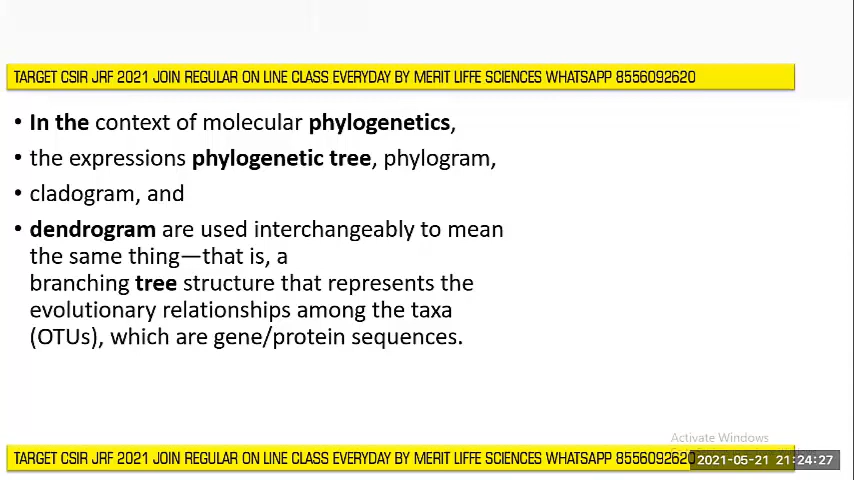 TARGET CSIR JRF 2021 JOIN REGULAR ON LINE CLASS EVERYDAY BY MERIT LIFFE SCIENCES WHATSAPP 8556092620
• In the context of molecular phylogenetics,
• the expressions phylogenetic tree, phylogram,
• cladogram, and
• dendrogram are used interchangeably to mean
the same thing—that is, a
branching tree structure that represents the
evolutionary relationships among the taxa
(OTUs), which are gene/protein sequences.
Activate Windows
TARGET CSIR JRF 2021 JOIN REGULAR ON LINE CLASS EVERYDAY BY MERIT LIFFE SCIENCES WHATSAPP 8556092620
2021-05-21 21:24:27